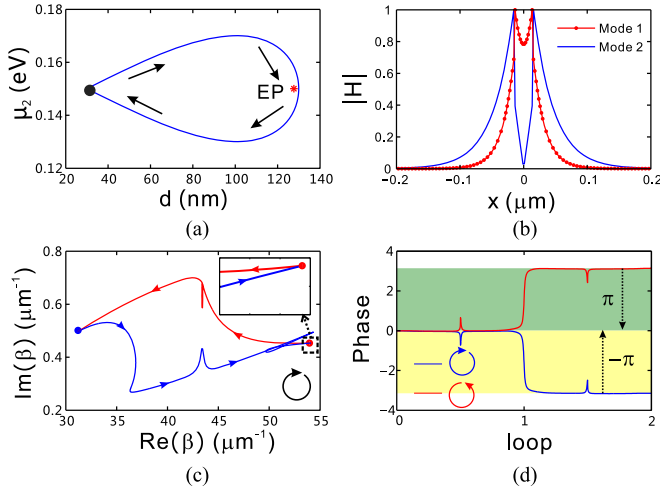 0.18
0.15
0.12
20 40 60 80 100 120 140
μ₂ (eV)
d (nm)
EP
(a)
1
0.8
0.6
0.4
0.2
0
-0.2 -0.1 0 0.1 0.2
|H|
x (μm)
Mode 1
Mode 2
(b)
0.8
0.6
0.4
0.2
30 35 40 45 50 55
Im(β) (μm⁻¹)
Re(β) (μm⁻¹)
(c)
4
2
0
−2
−4
0 1 2
Phase
loop
π
−π
(d)